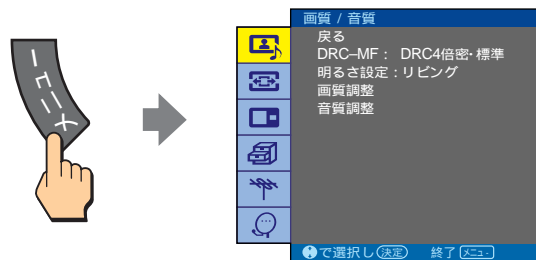 メニュー
画質 / 音質
戻る
DRC–MF： DRC4倍密・標準
明るさ設定：リビング
画質調整
音質調整
で選択し 決定 終了 メニュー